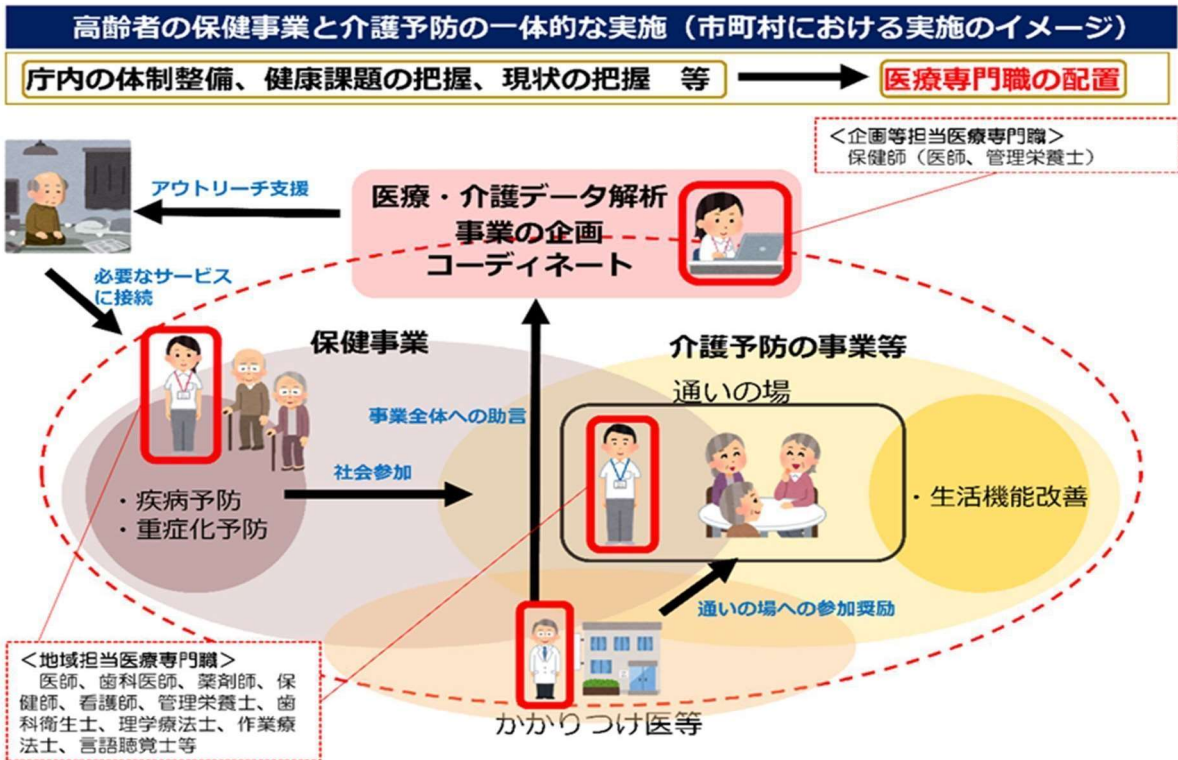 高齢者の保健事業と介護予防の一体的な実施（市町村における実施のイメージ）
庁内の体制整備、健康課題の把握、現状の把握　等
医療専門職の配置
＜企画等担当医療専門職＞
保健師（医師、管理栄養士）
アウトリーチ支援
医療・介護データ解析
事業の企画
コーディネート
必要なサービス
に接続
保健事業
介護予防の事業等
通いの場
事業全体への助言
社会参加
・疾病予防
・重症化予防
・生活機能改善
通いの場への参加奨励
＜地域担当医療専門職＞
医師、歯科医師、薬剤師、保
健師、看護師、管理栄養士、歯
科衛生士、理学療法士、作業療
法士、言語聴覚士等
かかりつけ医等